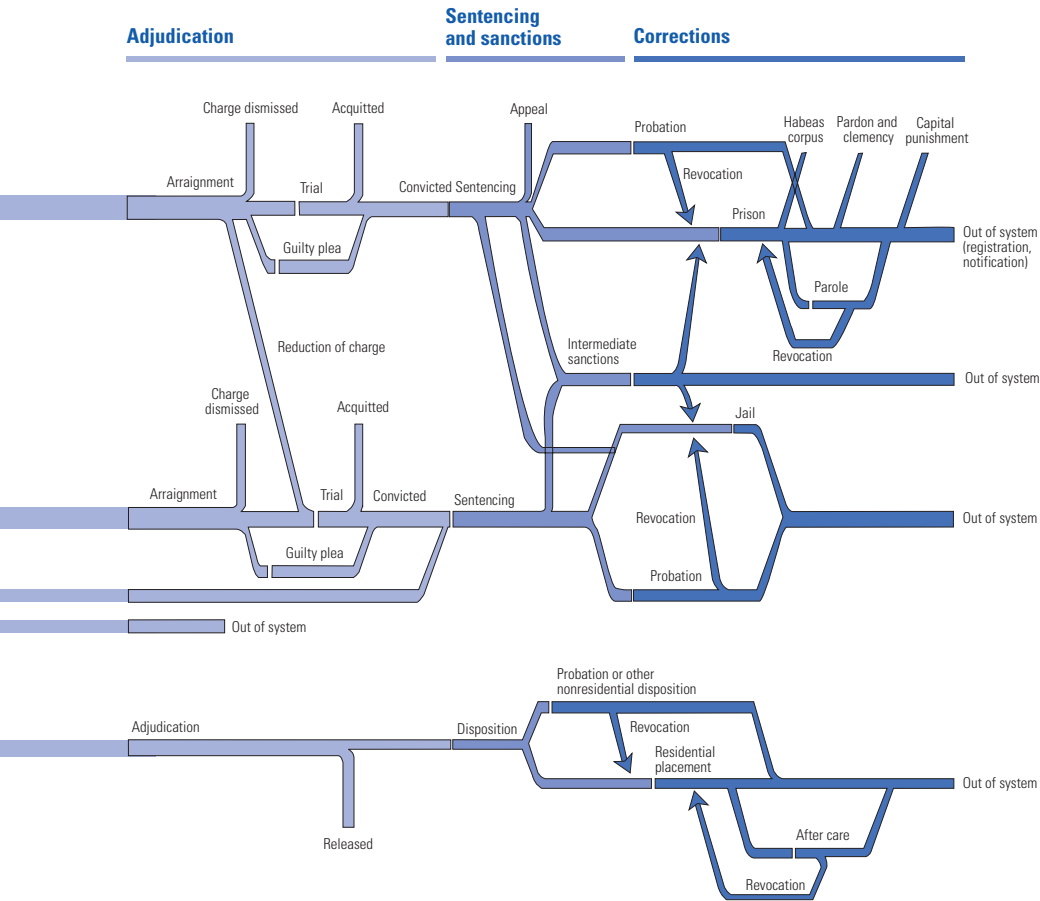 Adjudication
Sentencing
and sanctions
Corrections
Charge dismissed
Acquitted
Appeal
Probation
Habeas
corpus
Pardon and
clemency
Capital
punishment
Arraignment
Trial
Convicted
Sentencing
Revocation
Prison
Guilty plea
Out of system
(registration,
notification)
Parole
Reduction of charge
Intermediate
sanctions
Revocation
Out of system
Charge
dismissed
Acquitted
Jail
Arraignment
Trial
Convicted
Sentencing
Revocation
Out of system
Guilty plea
Probation
Out of system
Probation or other
nonresidential disposition
Adjudication
Disposition
Revocation
Residential
placement
Out of system
Released
After care
Revocation